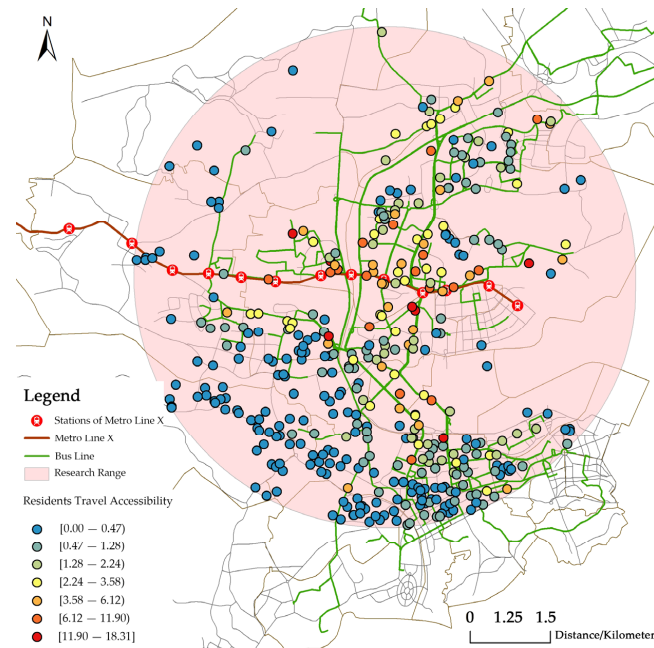 N
Legend
Stations of Metro Line X
Metro Line X
Bus Line
Research Range
Residents Travel Accessibility
[0.00 — 0.47)
[0.47 — 1.28)
[1.28 — 2.24)
[2.24 — 3.58)
[3.58 — 6.12)
[6.12 — 11.90)
[11.90 — 18.31]
0 1.25 1.5
Distance/Kilometer